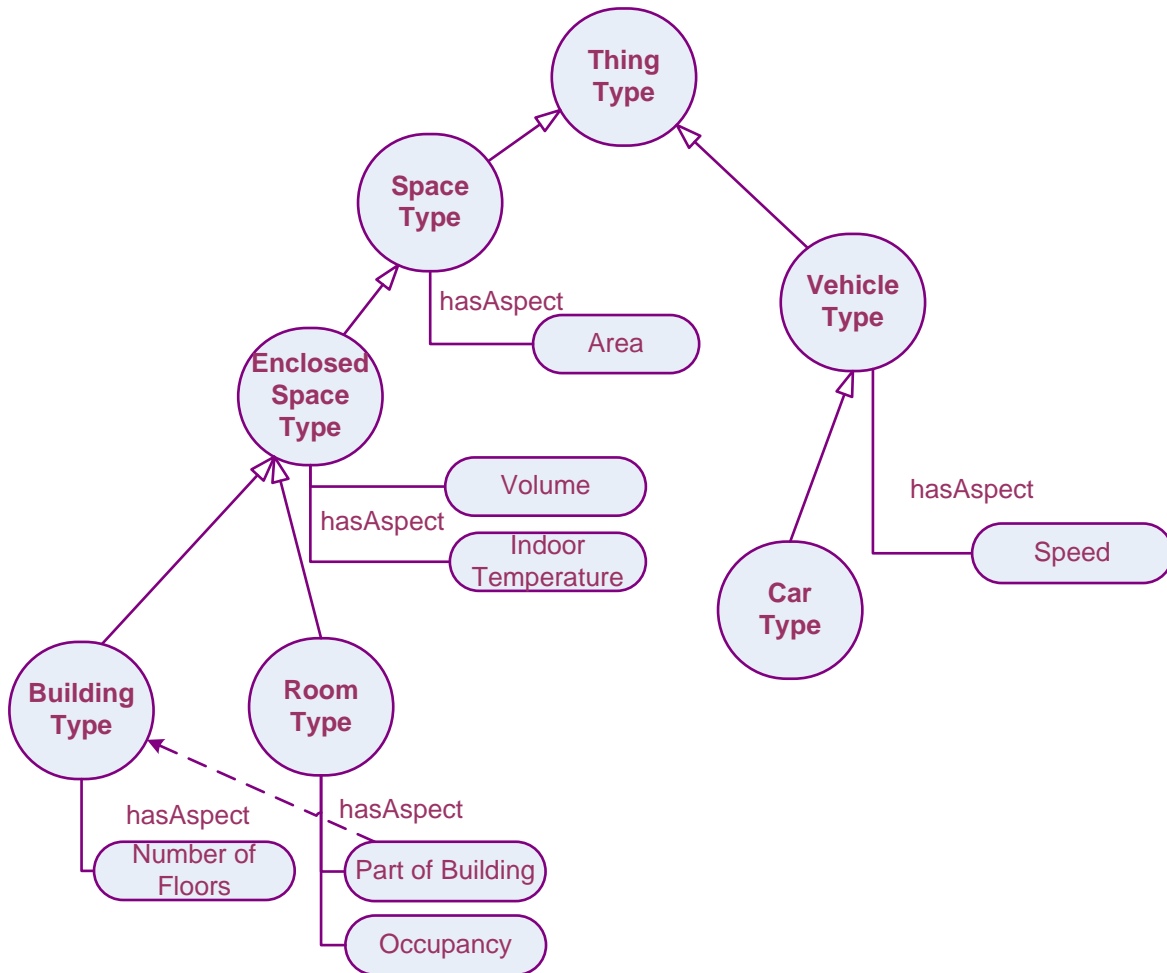 Thing
Type
Space
Type
hasAspect
Area
Vehicle
Type
Enclosed
Space
Type
Volume
hasAspect
Indoor
Temperature
hasAspect
Speed
Car
Type
Building
Type
Room
Type
hasAspect
Number of
Floors
hasAspect
Part of Building
Occupancy